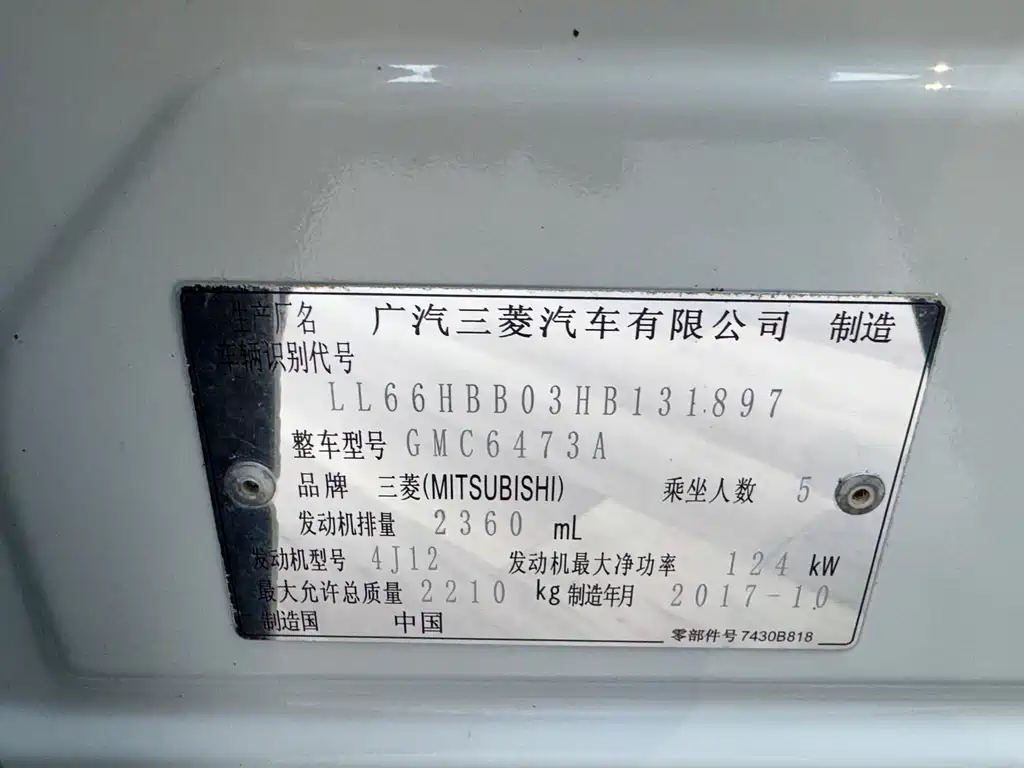 生产厂名 广汽三菱汽车有限公司 制造
车辆识别代号
LL66HBB03HB131897
整车型号 GMC6473A
品牌 三菱(MITSUBISHI) 乘坐人数 5
发动机排量 2360 mL
发动机型号 4J12 发动机最大净功率 124 kW
最大允许总质量 2210 kg 制造年月 2017-10
制造国 中国
零部件号 7430B818